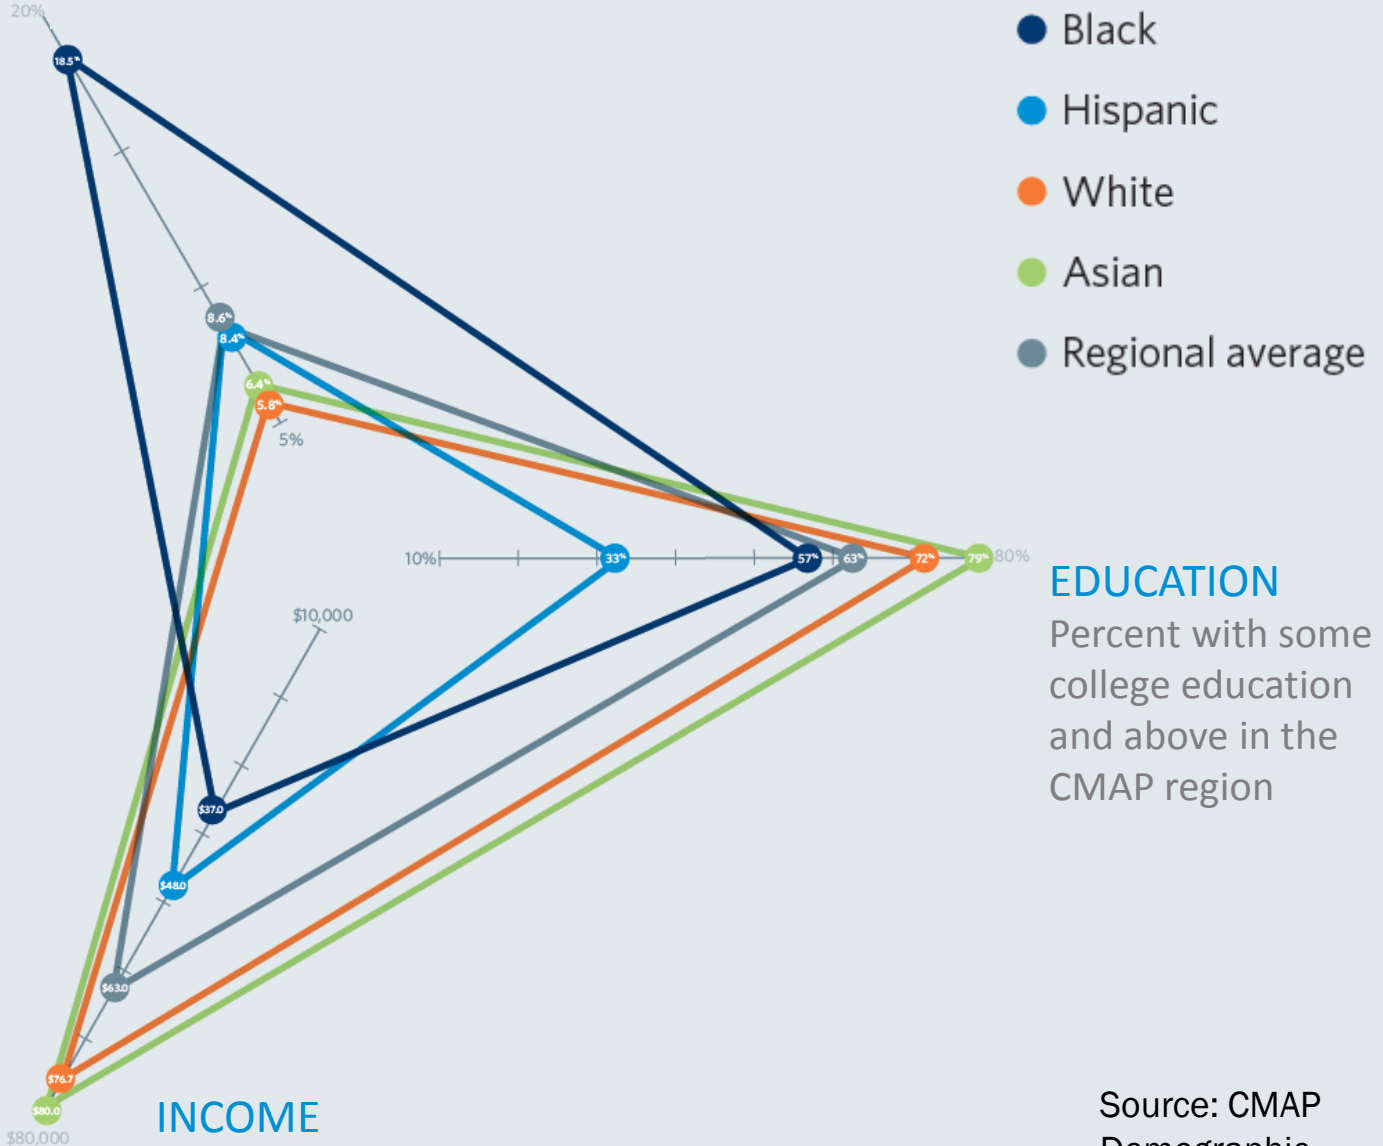 20%
18.5%
8.6%
8.4%
6.4%
5.8%
5%
10%
33%
57%
63%
72%
79%
80%
$10,000
$37.0
$48.0
$63.0
$76.7
$80.0
$80,000
INCOME
Black
Hispanic
White
Asian
Regional average
EDUCATION
Percent with some
college education
and above in the
CMAP region
Source: CMAP
Demographic